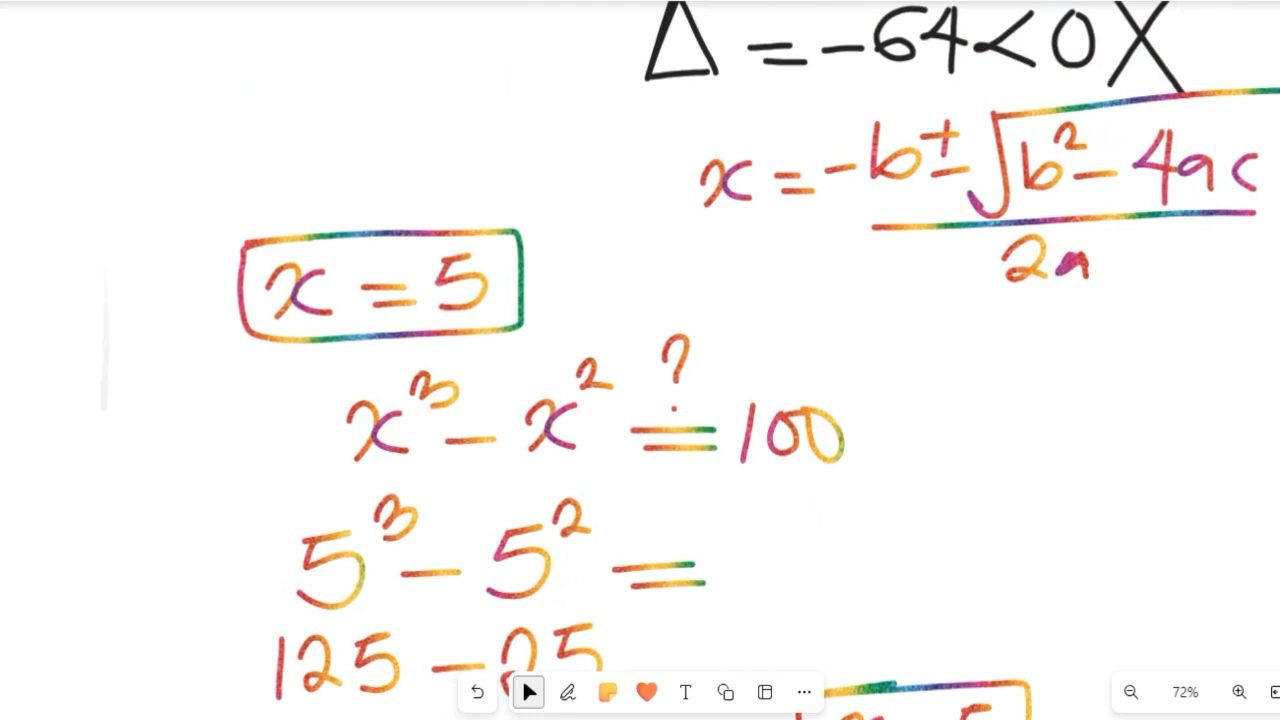 Δ = -64 < 0 X
x = -b ± √b² - 4ac
2a
x = 5
x³ - x² ≟ 100
5³ - 5² =
125 - 25
T
72%